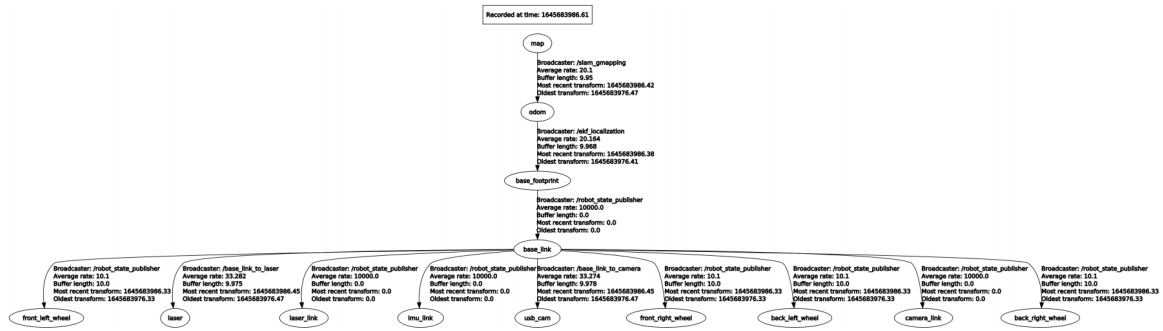 Recorded at time: 1645683986.61
map
Broadcaster: /slam_gmapping
Average rate: 20.1
Buffer length: 9.95
Most recent transform: 1645683986.42
Oldest transform: 1645683976.47
odom
Broadcaster: /ekf_localization
Average rate: 20.164
Buffer length: 9.968
Most recent transform: 1645683986.38
Oldest transform: 1645683976.41
base_footprint
Broadcaster: /robot_state_publisher
Average rate: 10000.0
Buffer length: 0.0
Most recent transform: 0.0
Oldest transform: 0.0
base_link
Broadcaster: /robot_state_publisher
Average rate: 10.1
Buffer length: 10.0
Most recent transform: 1645683986.33
Oldest transform: 1645683976.33
front_left_wheel
Broadcaster: /base_link_to_laser
Average rate: 33.282
Buffer length: 9.975
Most recent transform: 1645683986.45
Oldest transform: 1645683976.47
laser
Broadcaster: /robot_state_publisher
Average rate: 10000.0
Buffer length: 0.0
Most recent transform: 0.0
Oldest transform: 0.0
laser_link
Broadcaster: /robot_state_publisher
Average rate: 10000.0
Buffer length: 0.0
Most recent transform: 0.0
Oldest transform: 0.0
imu_link
Broadcaster: /base_link_to_camera
Average rate: 33.274
Buffer length: 9.978
Most recent transform: 1645683986.45
Oldest transform: 1645683976.47
usb_cam
Broadcaster: /robot_state_publisher
Average rate: 10.1
Buffer length: 10.0
Most recent transform: 1645683986.33
Oldest transform: 1645683976.33
front_right_wheel
Broadcaster: /robot_state_publisher
Average rate: 10.1
Buffer length: 10.0
Most recent transform: 1645683986.33
Oldest transform: 1645683976.33
back_left_wheel
Broadcaster: /robot_state_publisher
Average rate: 10000.0
Buffer length: 0.0
Most recent transform: 0.0
Oldest transform: 0.0
camera_link
Broadcaster: /robot_state_publisher
Average rate: 10.1
Buffer length: 10.0
Most recent transform: 1645683986.33
Oldest transform: 1645683976.33
back_right_wheel